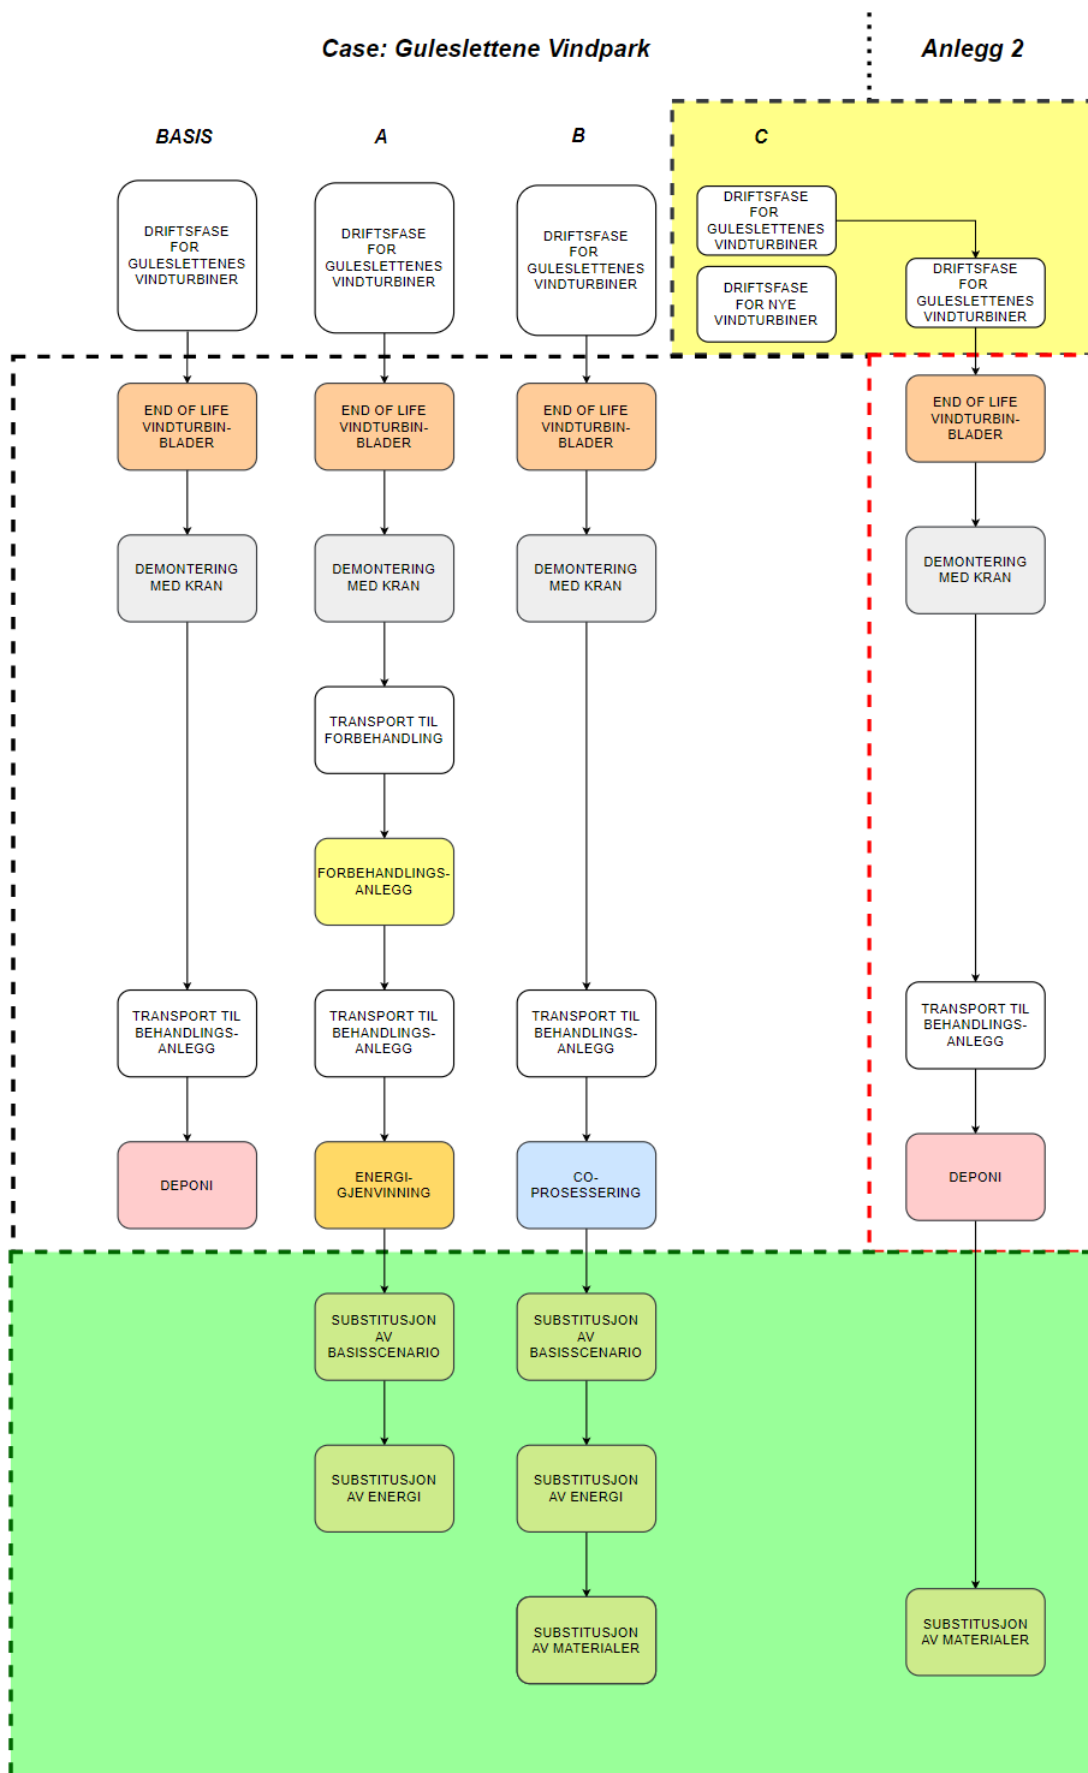 Case: Guleslettene Vindpark
Anlegg 2
BASIS
A
B
C
DRIFTSFASE
FOR
GULESLETTENES
VINDTURBINER
DRIFTSFASE
FOR
GULESLETTENES
VINDTURBINER
DRIFTSFASE
FOR
GULESLETTENES
VINDTURBINER
DRIFTSFASE
FOR
GULESLETTENES
VINDTURBINER
DRIFTSFASE
FOR NYE
VINDTURBINER
DRIFTSFASE
FOR
GULESLETTENES
VINDTURBINER
END OF LIFE
VINDTURBIN-
BLADER
END OF LIFE
VINDTURBIN-
BLADER
END OF LIFE
VINDTURBIN-
BLADER
END OF LIFE
VINDTURBIN-
BLADER
DEMONTERING
MED KRAN
DEMONTERING
MED KRAN
DEMONTERING
MED KRAN
DEMONTERING
MED KRAN
TRANSPORT TIL
FORBEHANDLING
FORBEHANDLINGS-
ANLEGG
TRANSPORT TIL
BEHANDLINGS-
ANLEGG
TRANSPORT TIL
BEHANDLINGS-
ANLEGG
TRANSPORT TIL
BEHANDLINGS-
ANLEGG
TRANSPORT TIL
BEHANDLINGS-
ANLEGG
DEPONI
ENERGI-
GJENVINNING
CO-
PROSESSERING
DEPONI
SUBSTITUSJON
AV
BASISSCENARIO
SUBSTITUSJON
AV
BASISSCENARIO
SUBSTITUSJON
AV ENERGI
SUBSTITUSJON
AV ENERGI
SUBSTITUSJON
AV MATERIALER
SUBSTITUSJON
AV MATERIALER